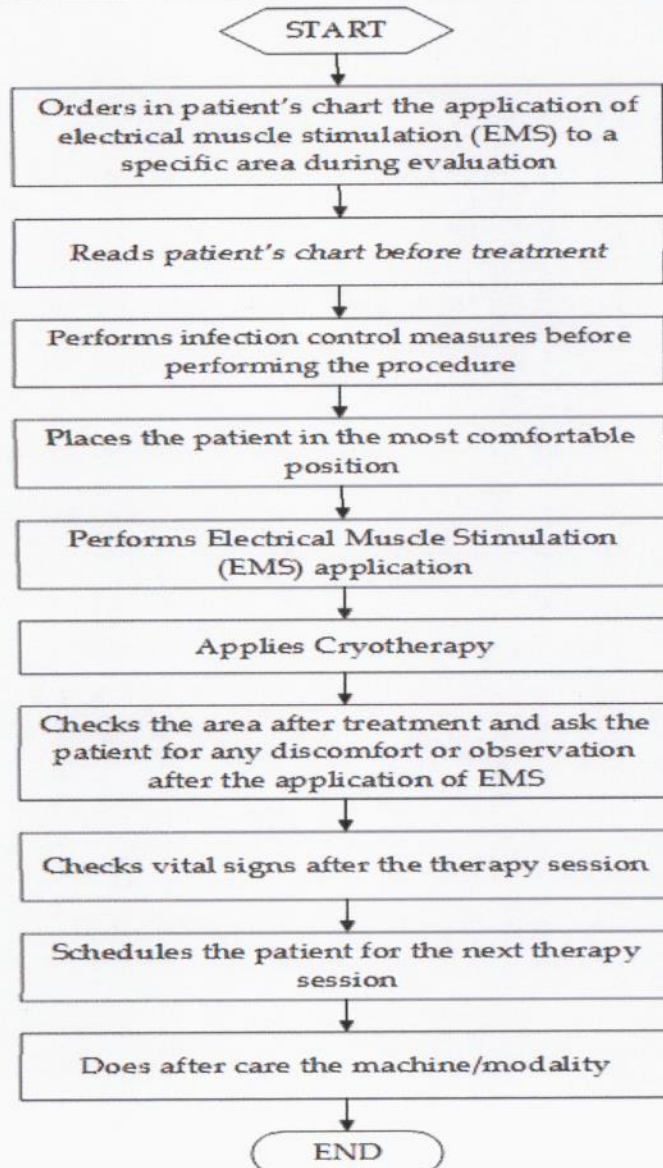 START
Orders in patient's chart the application of
electrical muscle stimulation (EMS) to a
specific area during evaluation
Reads patient's chart before treatment
Performs infection control measures before
performing the procedure
Places the patient in the most comfortable
position
Performs Electrical Muscle Stimulation
(EMS) application
Applies Cryotherapy
Checks the area after treatment and ask the
patient for any discomfort or observation
after the application of EMS
Checks vital signs after the therapy session
Schedules the patient for the next therapy
session
Does after care the machine/modality
END